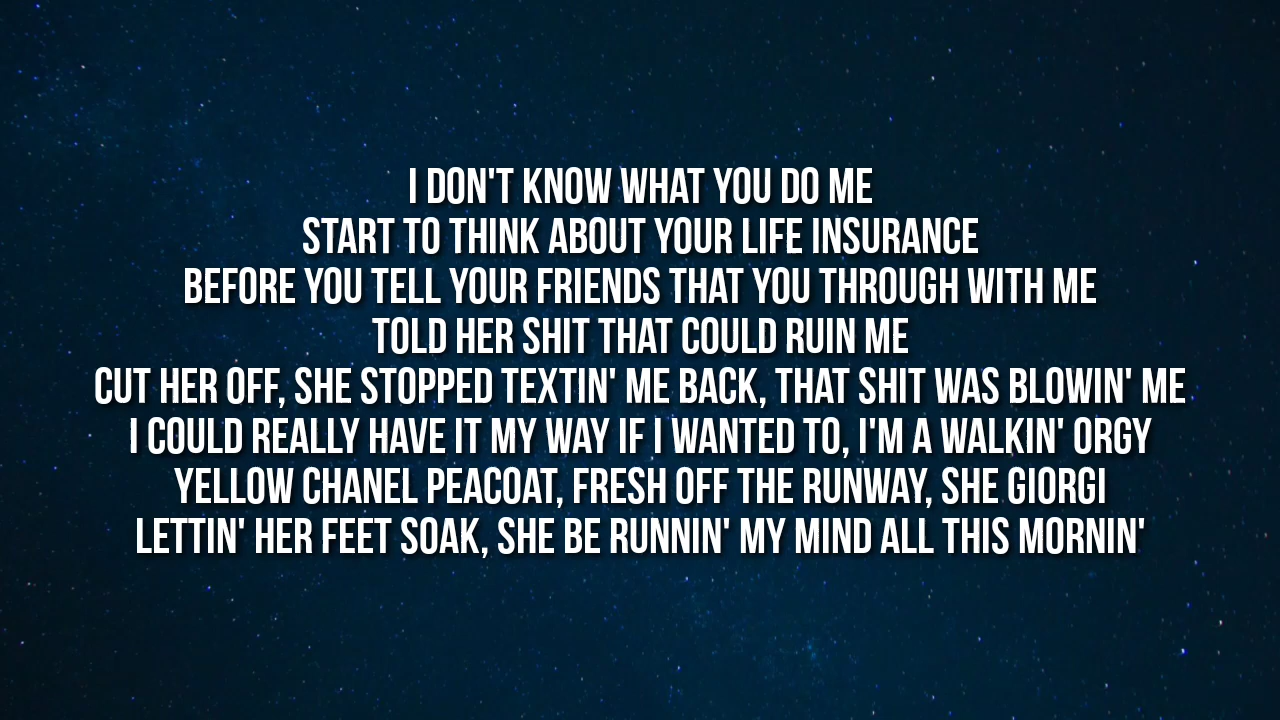 I DON'T KNOW WHAT YOU DO ME
START TO THINK ABOUT YOUR LIFE INSURANCE
BEFORE YOU TELL YOUR FRIENDS THAT YOU THROUGH WITH ME
TOLD HER SHIT THAT COULD RUIN ME
CUT HER OFF, SHE STOPPED TEXTIN' ME BACK, THAT SHIT WAS BLOWIN' ME
I COULD REALLY HAVE IT MY WAY IF I WANTED TO, I'M A WALKIN' ORGY
YELLOW CHANEL PEACOAT, FRESH OFF THE RUNWAY, SHE GIORGI
LETTIN' HER FEET SOAK, SHE BE RUNNIN' MY MIND ALL THIS MORNIN'